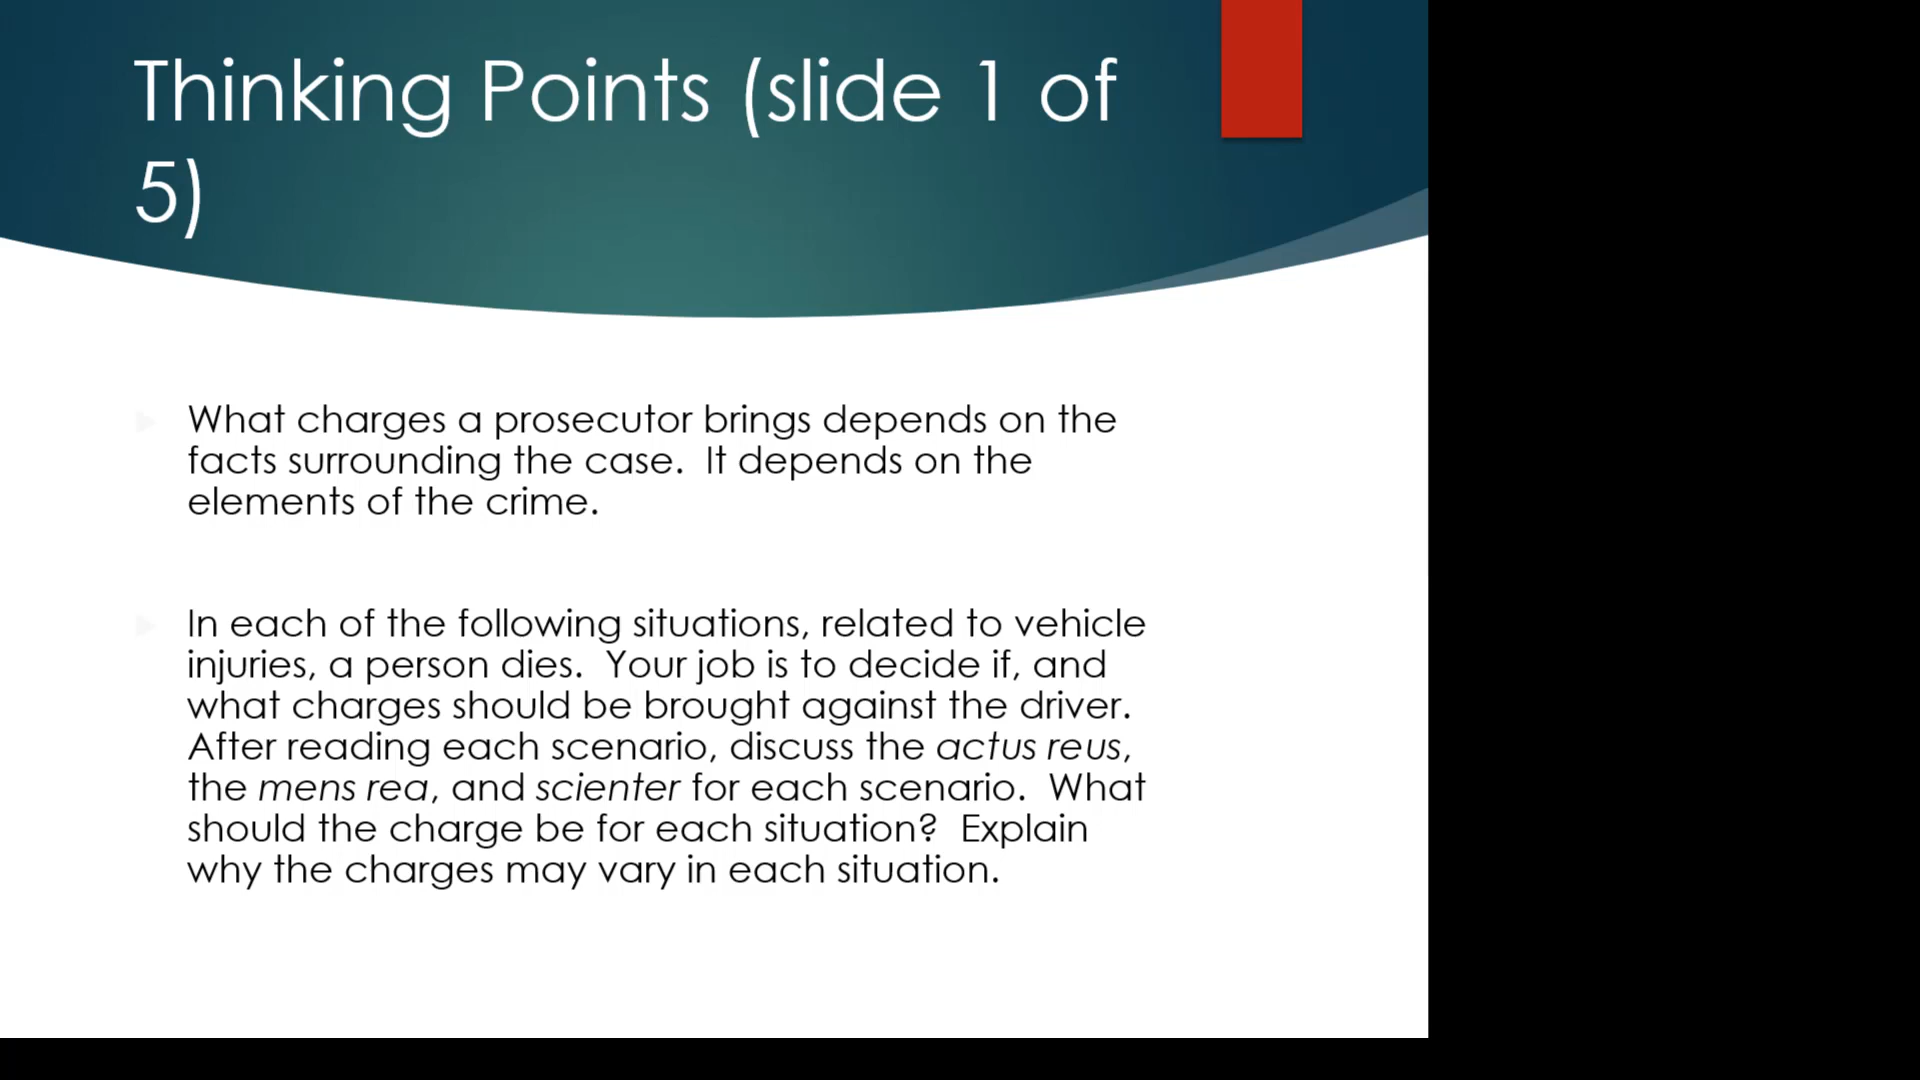 Thinking Points (slide 1 of
5)
What charges a prosecutor brings depends on the
facts surrounding the case.  It depends on the
elements of the crime.
In each of the following situations, related to vehicle
injuries, a person dies.  Your job is to decide if, and
what charges should be brought against the driver.
After reading each scenario, discuss the actus reus,
the mens rea, and scienter for each scenario.  What
should the charge be for each situation?  Explain
why the charges may vary in each situation.